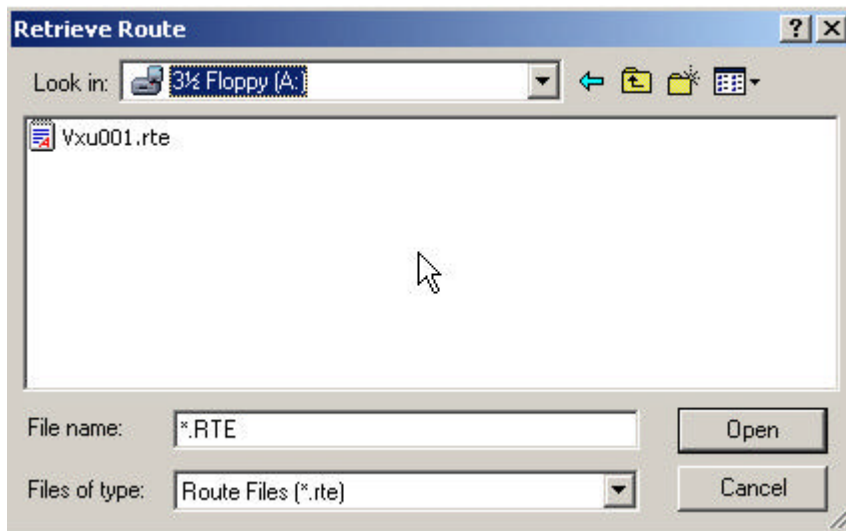 Retrieve Route
Look in: 3½ Floppy (A:)
Vxu001.rte
File name: *.RTE Open
Files of type: Route Files (*.rte) Cancel